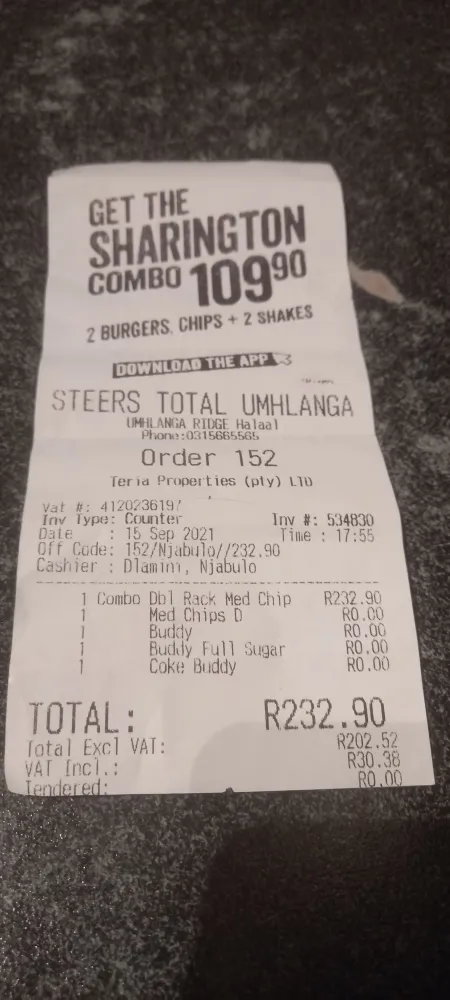 GET THE
SHARINGTON
COMBO 109⁹⁰
2 BURGERS, CHIPS + 2 SHAKES
DOWNLOAD THE APP
STEERS TOTAL UMHLANGA
UMHLANGA RIDGE Halaal
Phone:0315665565
Order 152
Teria Properties (pty) LTD
Vat #: 4120236197
Inv Type: Counter Inv #: 534830
Date : 15 Sep 2021 Time : 17:55
Off Code: 152/Njabulo//232.90
Cashier : Dlamini, Njabulo
1 Combo Dbl Rack Med Chip R232.90
1 Med Chips D R0.00
1 Buddy R0.00
1 Buddy Full Sugar R0.00
1 Coke Buddy R0.00
TOTAL: R232.90
Total Excl VAT: R202.52
VAT Incl.: R30.38
Tendered: R0.00